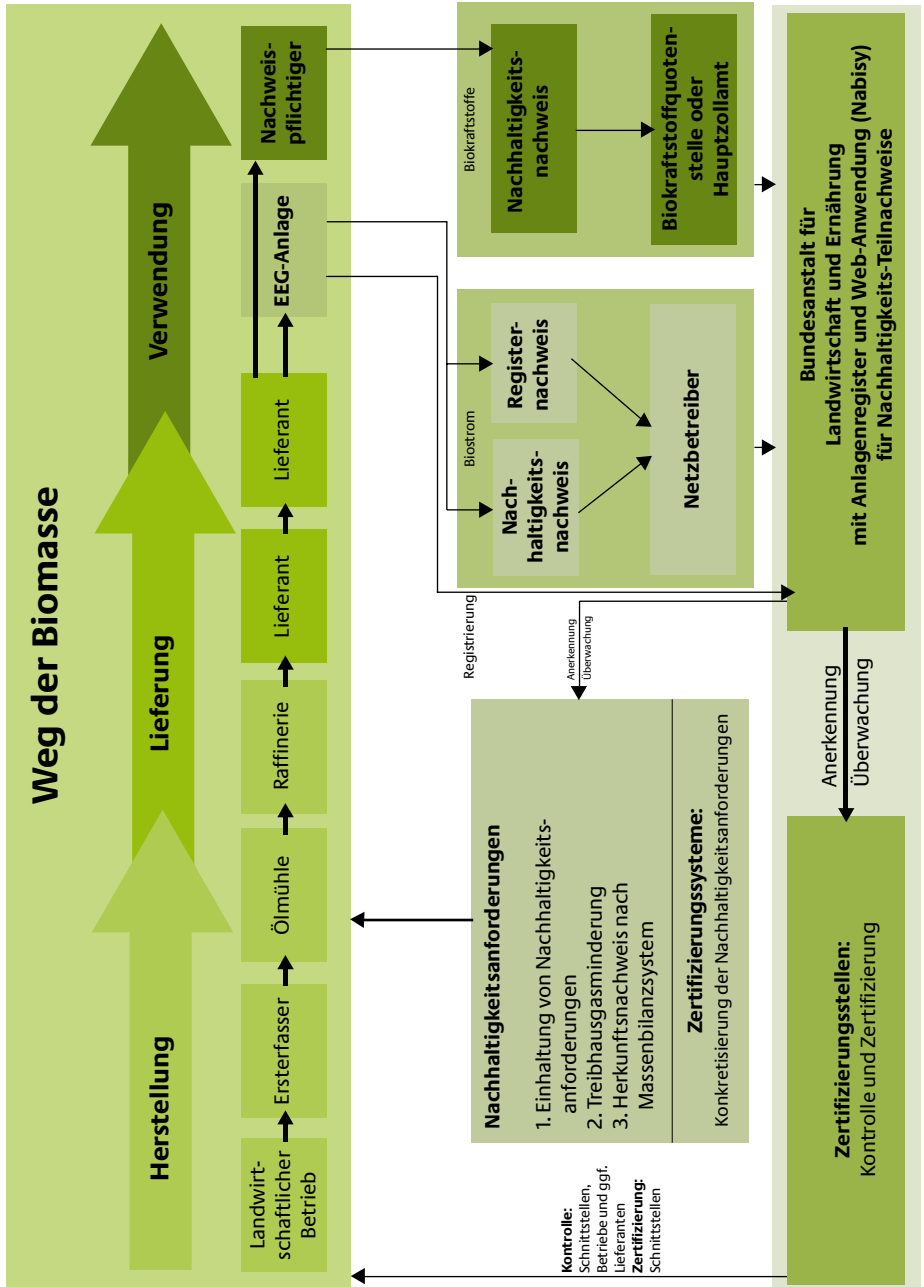 Weg der Biomasse
Herstellung
Lieferung
Verwendung
Landwirt-
schaftlicher
Betrieb
Ersterfasser
Ölmühle
Raffinerie
Lieferant
Lieferant
EEG-Anlage
Nachweis-
pflichtiger
Kontrolle:
Schnittstellen,
Betriebe und ggf.
Lieferanten
Zertifizierung:
Schnittstellen
Nachhaltigkeitsanforderungen
1. Einhaltung von Nachhaltigkeits-
anforderungen
2. Treibhausgasminderung
3. Herkunftsnachweis nach
Massenbilanzsystem
Zertifizierungssysteme:
Konkretisierung der Nachhaltigkeitsanforderungen
Registrierung
Anerkennung
Überwachung
Biostrom
Nach-
haltigkeits-
nachweis
Register-
nachweis
Netzbetreiber
Biokraftstoffe
Nachhaltigkeits-
nachweis
Biokraftstoffquoten-
stelle oder
Hauptzollamt
Zertifizierungsstellen:
Kontrolle und Zertifizierung
Anerkennung
Überwachung
Bundesanstalt für
Landwirtschaft und Ernährung
mit Anlagenregister und Web-Anwendung (Nabisy)
für Nachhaltigkeits-Teilnachweise